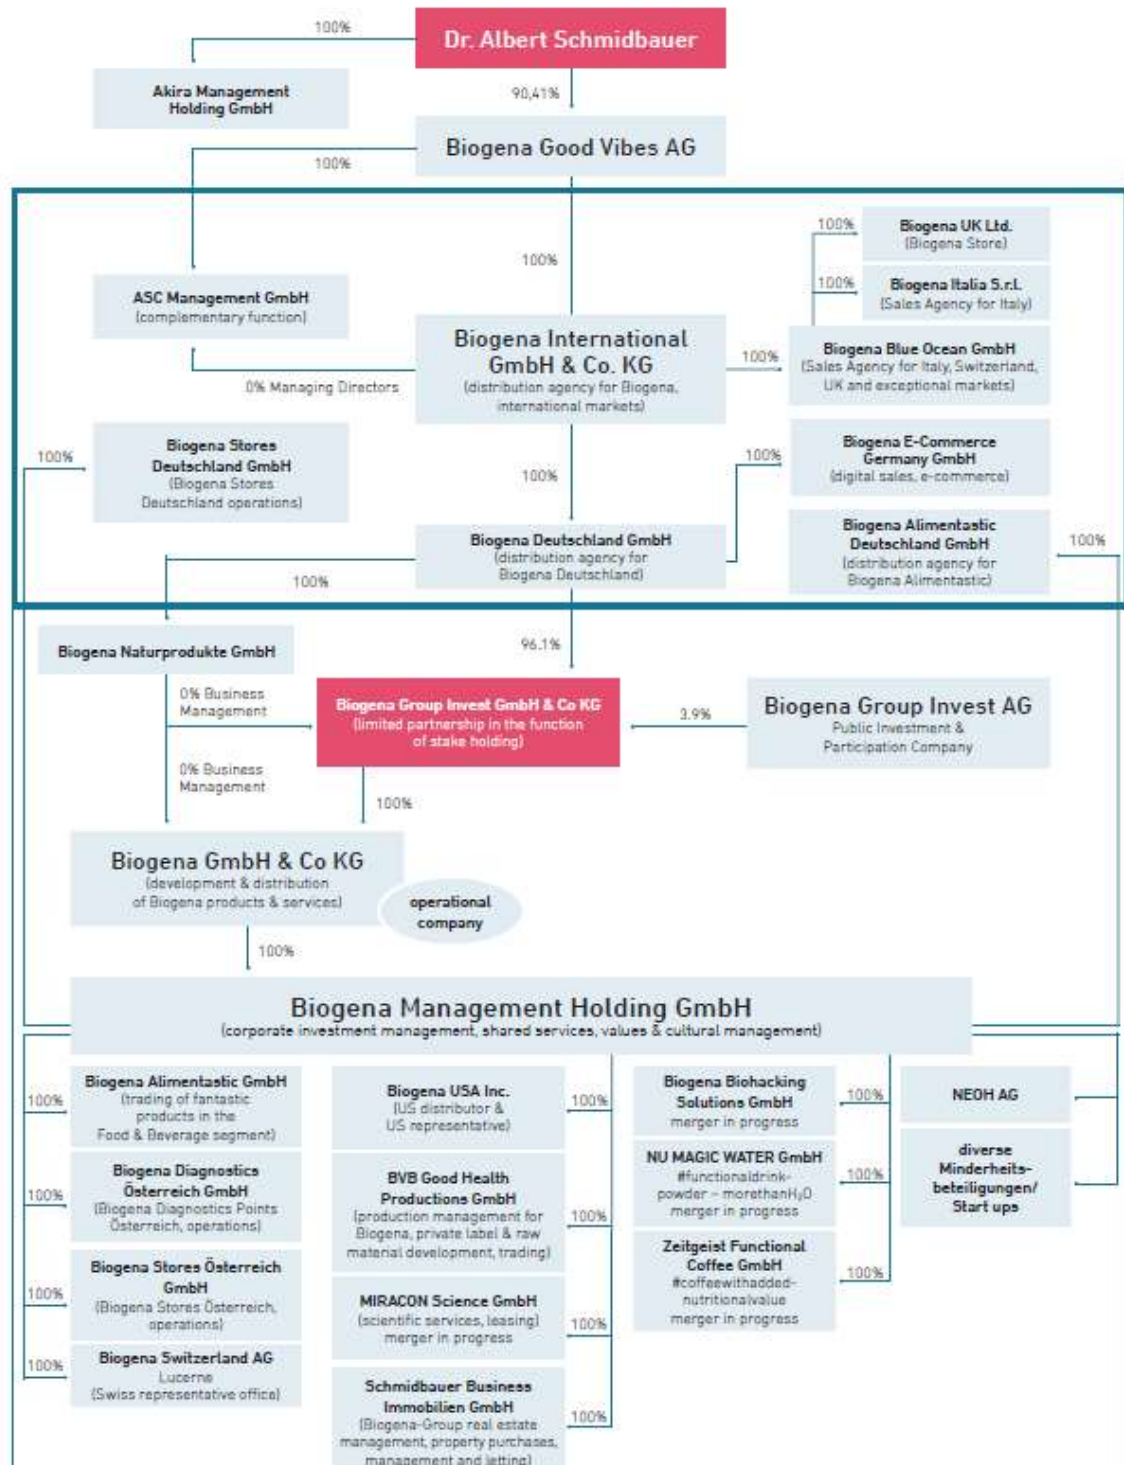 100%
Dr. Albert Schmidbauer
Akira Management
Holding GmbH
90,41%
Biogena Good Vibes AG
100%
100%
Biogena UK Ltd.
(Biogena Store)
100%
100%
Biogena Italia S.r.l.
(Sales Agency for Italy)
ASC Management GmbH
(complementary function)
Biogena International
GmbH & Co. KG
(distribution agency for Biogena,
international markets)
100%
Biogena Blue Ocean GmbH
(Sales Agency for Italy, Switzerland,
UK and exceptional markets)
0% Managing Directors
100%
Biogena Stores
Deutschland GmbH
(Biogena Stores
Deutschland operations)
100%
100%
Biogena E-Commerce
Germany GmbH
(digital sales, e-commerce)
Biogena Deutschland GmbH
(distribution agency for
Biogena Deutschland)
Biogena Alimentastic
Deutschland GmbH
(distribution agency for
Biogena Alimentastic)
100%
100%
Biogena Naturprodukte GmbH
96.1%
0% Business
Management
Biogena Group Invest GmbH & Co KG
(limited partnership in the function
of stake holding)
3.9%
Biogena Group Invest AG
Public Investment &
Participation Company
0% Business
Management
100%
Biogena GmbH & Co KG
(development & distribution
of Biogena products & services)
operational
company
100%
Biogena Management Holding GmbH
(corporate investment management, shared services, values & cultural management)
100%
Biogena Alimentastic GmbH
(trading of fantastic
products in the
Food & Beverage segment)
100%
Biogena Diagnostics
Österreich GmbH
(Biogena Diagnostics Points
Österreich, operations)
100%
Biogena Stores Österreich
GmbH
(Biogena Stores Österreich,
operations)
100%
Biogena Switzerland AG
Lucerne
(Swiss representative office)
Biogena USA Inc.
(US distributor &
US representative)
100%
BVB Good Health
Productions GmbH
(production management for
Biogena, private label & raw
material development, trading)
100%
MIRACON Science GmbH
(scientific services, leasing)
merger in progress
100%
Schmidbauer Business
Immobilien GmbH
(Biogena-Group real estate
management, property purchases,
management and letting)
100%
Biogena Biohacking
Solutions GmbH
merger in progress
100%
NU MAGIC WATER GmbH
#functionaldrink-
powder – morethanH₂O
merger in progress
100%
Zeitgeist Functional
Coffee GmbH
#coffeewithadded-
nutritionalvalue
merger in progress
100%
NEOH AG
diverse
Minderheits-
beteiligungen/
Start ups